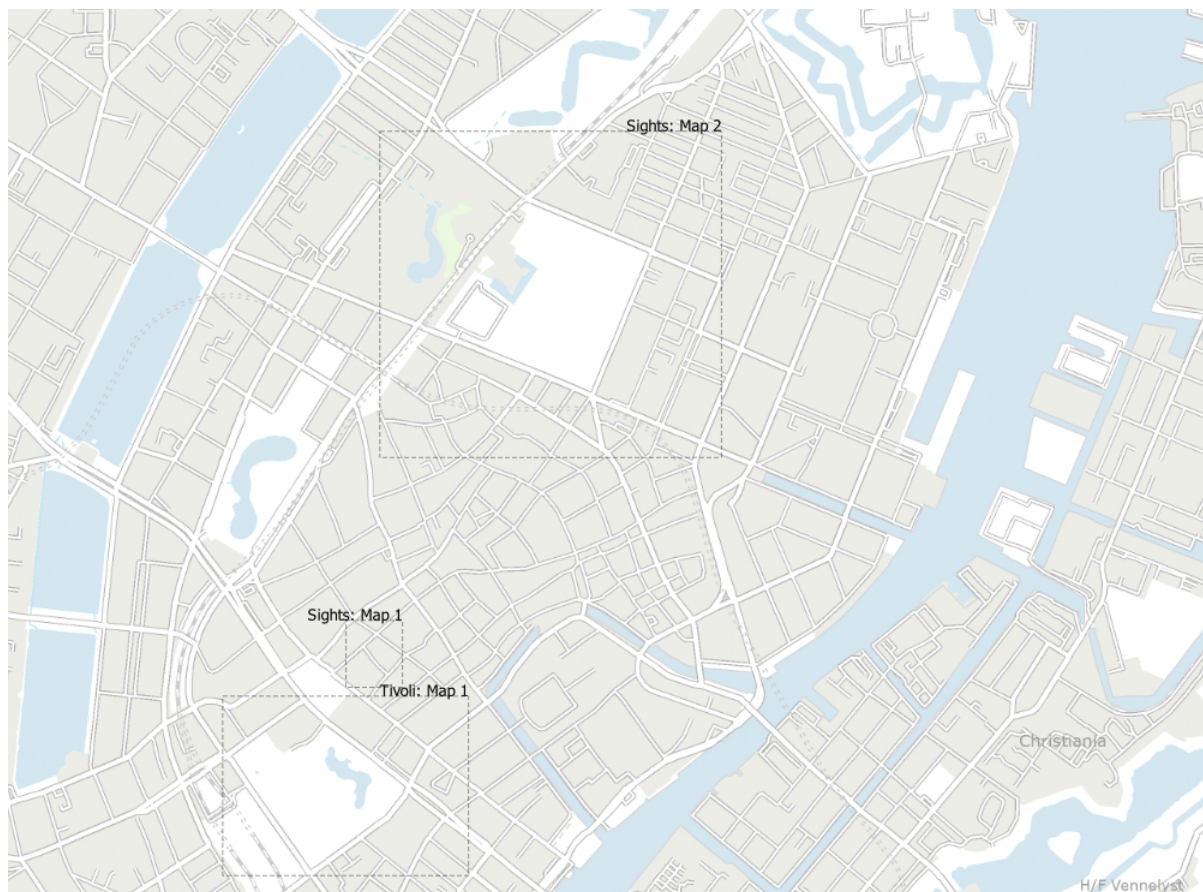 Sights: Map 2
Sights: Map 1
Tivoli: Map 1
Christiania
H/F Vennelyst